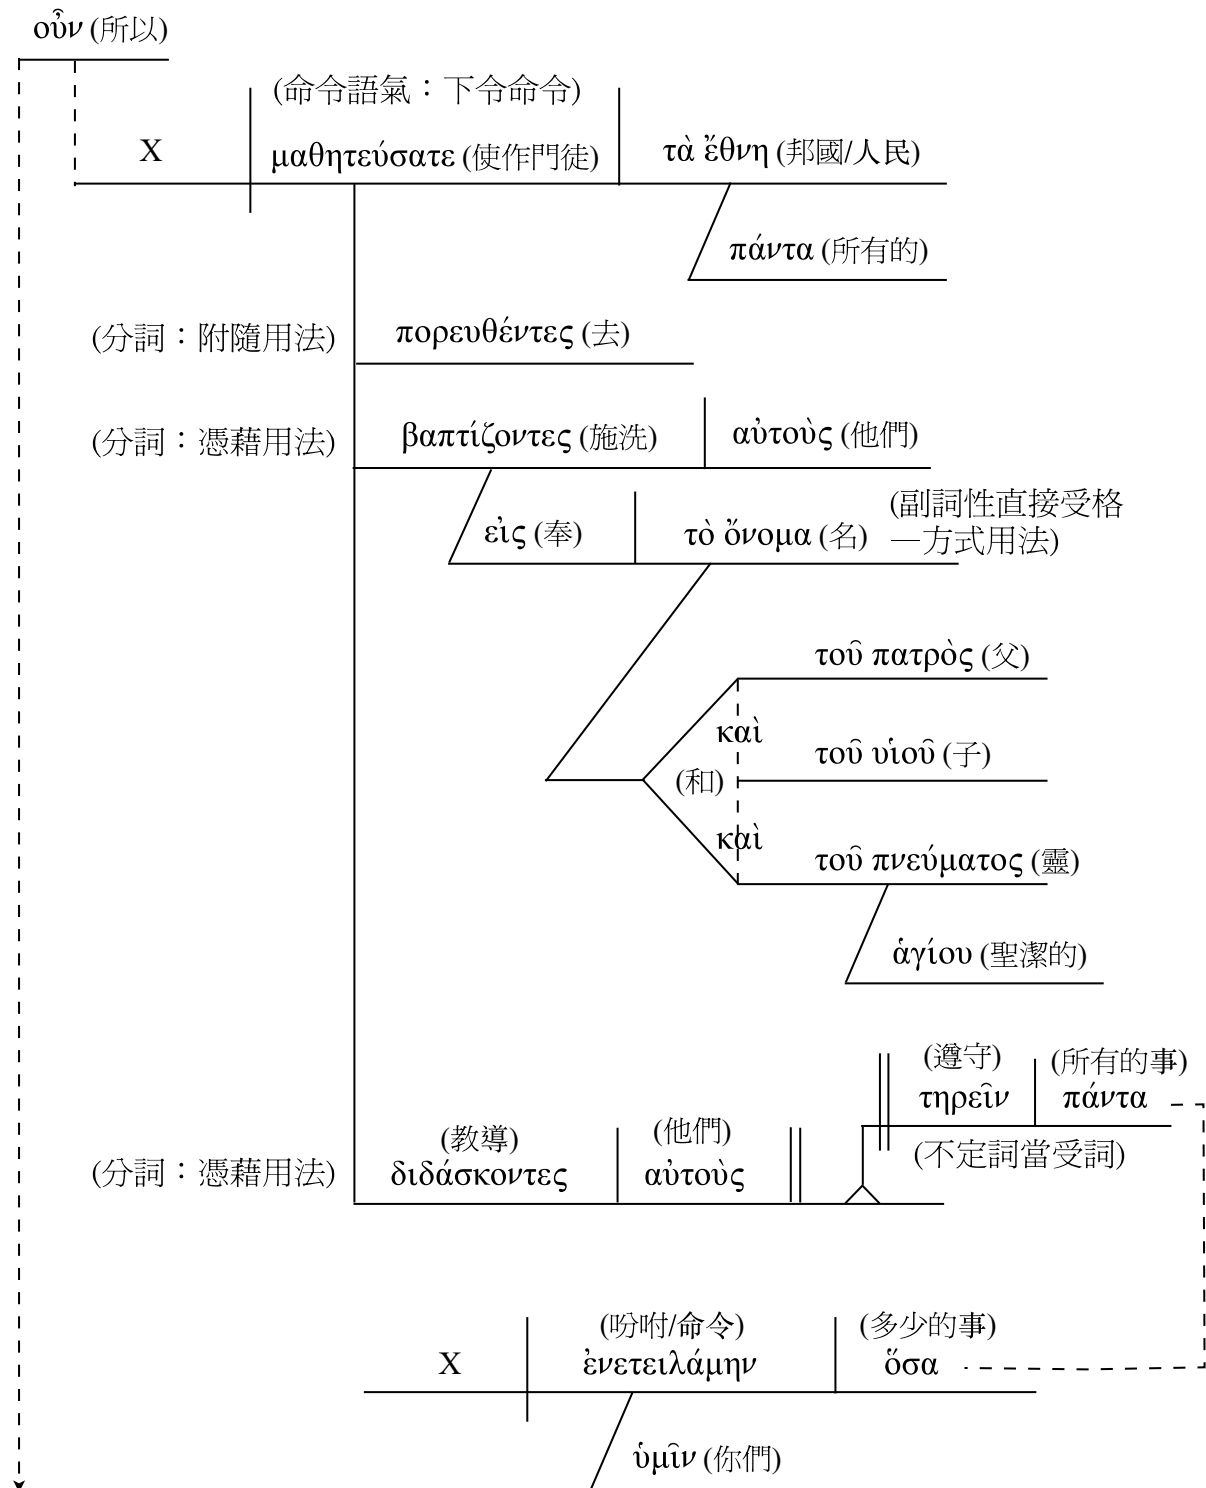 οὖν (所以)
(命令語氣：下令命令)
X μαθητεύσατε (使作門徒) τὰ ἔθνη (邦國/人民)
πάντα (所有的)
(分詞：附隨用法) πορευθέντες (去)
(分詞：憑藉用法) βαπτίζοντες (施洗) αὐτοὺς (他們)
(副詞性直接受格
εἰς (奉) τὸ ὄνομα (名) —方式用法)
τοῦ πατρὸς (父)
καὶ
τοῦ υἱοῦ (子)
(和)
καὶ
τοῦ πνεύματος (靈)
ἁγίου (聖潔的)
(遵守) (所有的事)
τηρεῖν πάντα
(不定詞當受詞)
(教導) (他們)
(分詞：憑藉用法) διδάσκοντες αὐτοὺς
(吩咐/命令) (多少的事)
X ἐνετειλάμην ὅσα
ὑμῖν (你們)